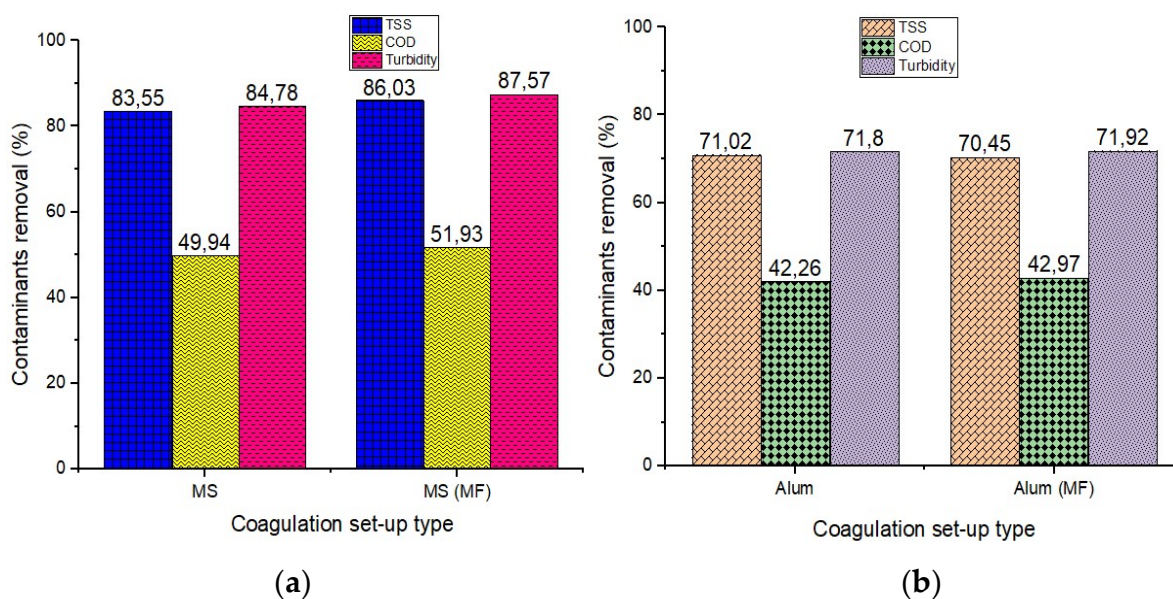 TSS
COD
Turbidity
100
80
60
40
20
0
Contaminants removal (%)
83,55
49,94
84,78
86,03
51,93
87,57
MS
MS (MF)
Coagulation set-up type
(a)
TSS
COD
Turbidity
100
80
60
40
20
0
Contaminants removal (%)
71,02
42,26
71,8
70,45
42,97
71,92
Alum
Alum (MF)
Coagulation set-up type
(b)